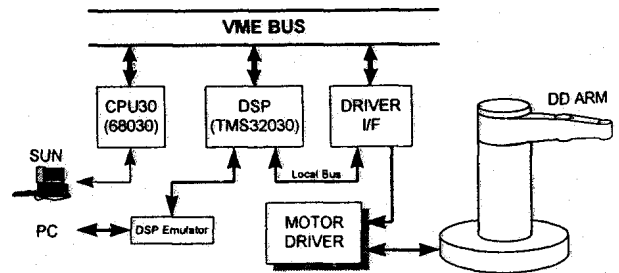 VME BUS
CPU30
(68030)
DSP
(TMS32030)
DRIVER
I/F
DD ARM
SUN
Local Bus
PC
DSP Emulator
MOTOR
DRIVER